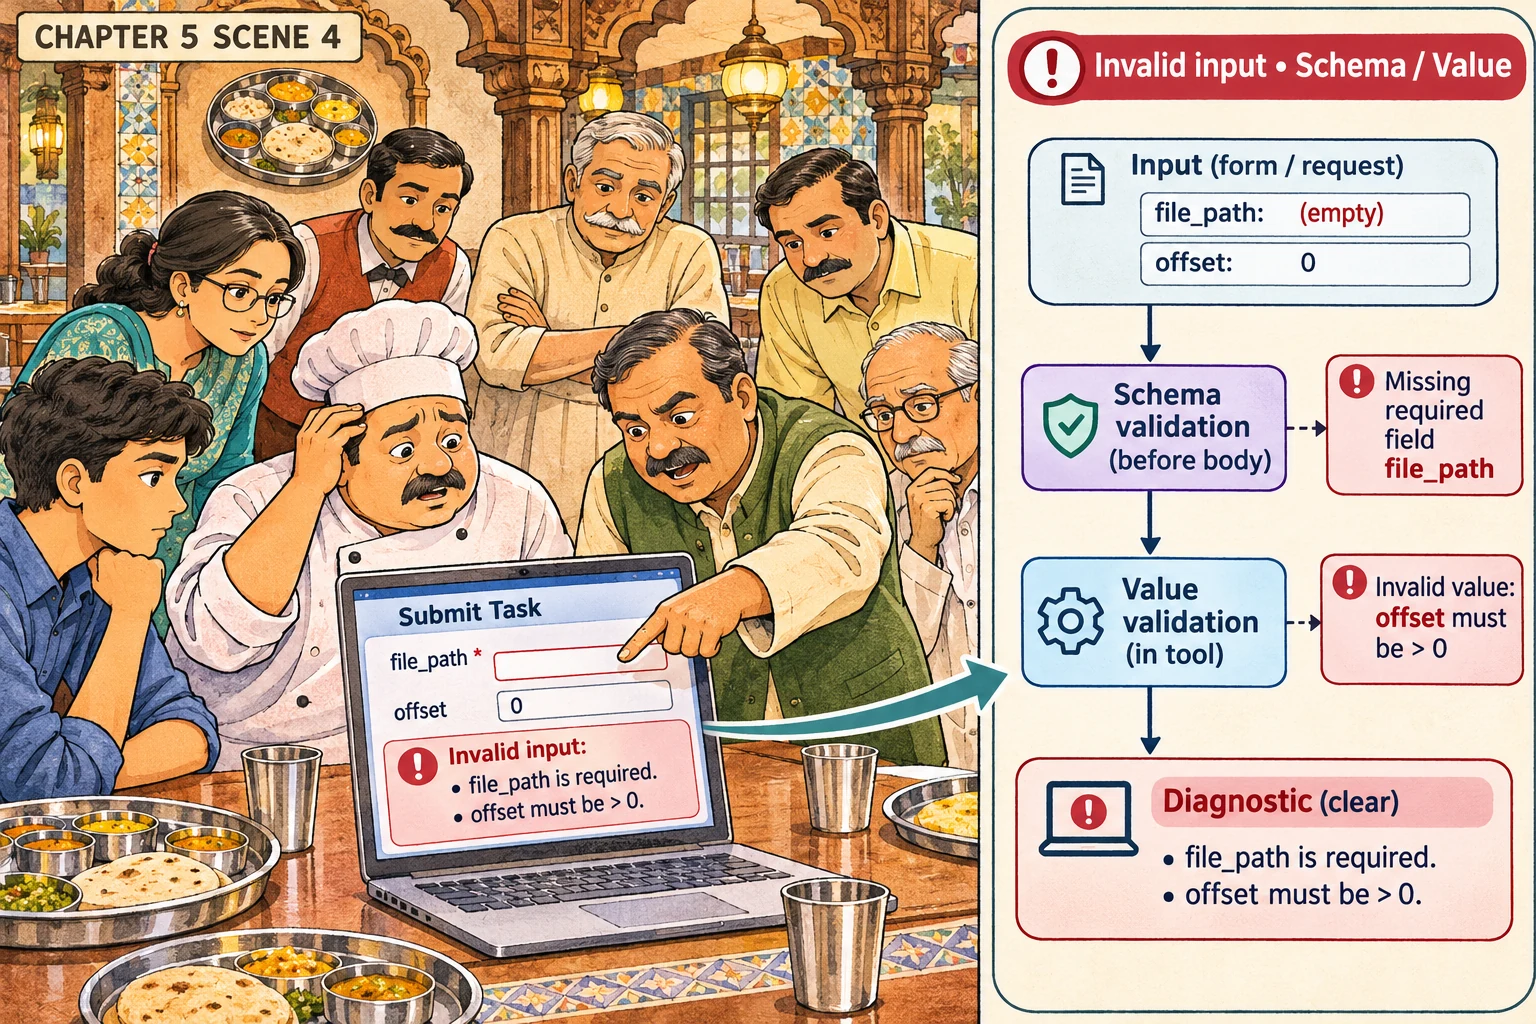 CHAPTER 5 SCENE 4
Submit Task
file_path *
offset
0
Invalid input:
• file_path is required.
• offset must be > 0.
Invalid input • Schema / Value
Input (form / request)
file_path: (empty)
offset: 0
Schema
validation
(before body)
Missing
required
field
file_path
Value
validation
(in tool)
Invalid value:
offset must
be > 0
Diagnostic (clear)
• file_path is required.
• offset must be > 0.